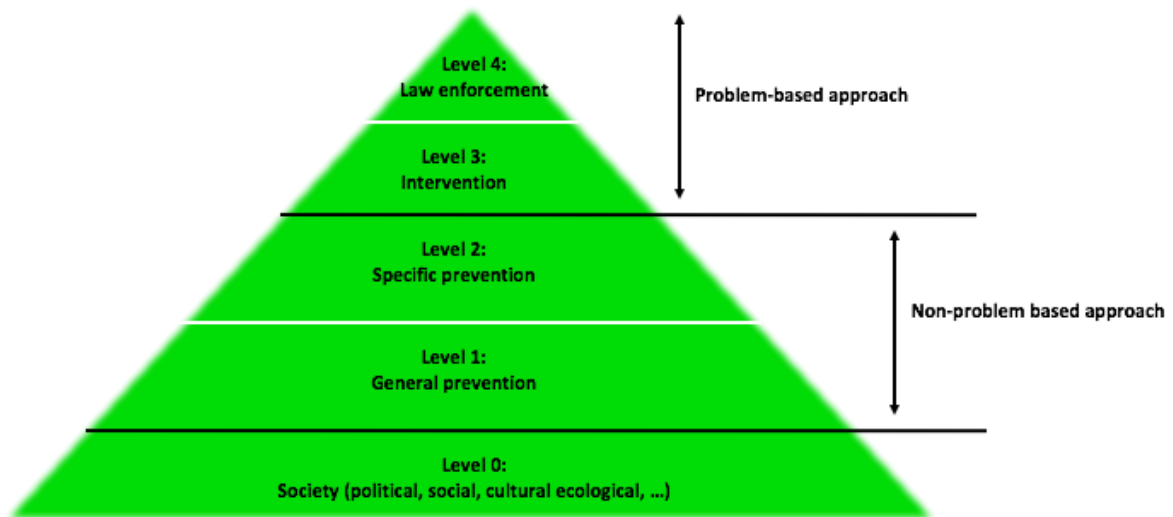 Level 4:
Law enforcement
Problem-based approach
Level 3:
Intervention
Level 2:
Specific prevention
Non-problem based approach
Level 1:
General prevention
Level 0:
Society (political, social, cultural ecological, ...)